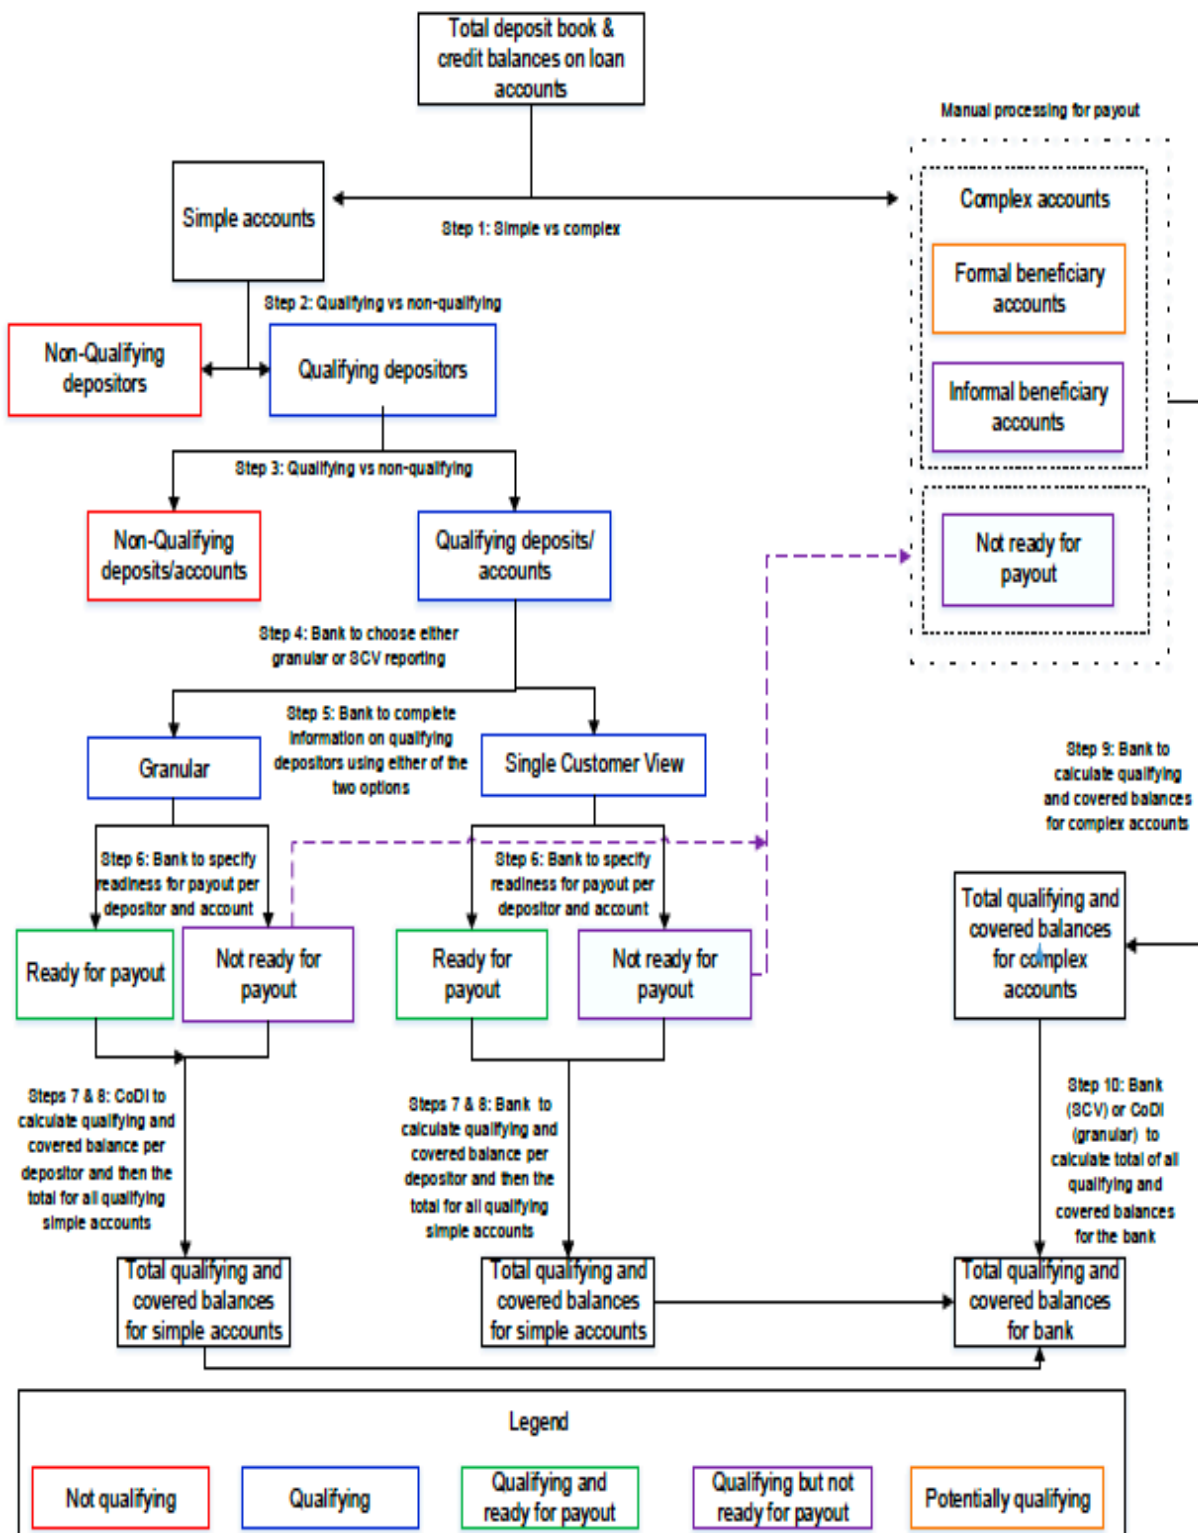 Total deposit book &
credit balances on loan
accounts
Manual processing for payout
Simple accounts
Step 1: Simple vs complex
Complex accounts
Formal beneficiary
accounts
Informal beneficiary
accounts
Not ready for
payout
Step 2: Qualifying vs non-qualifying
Non-Qualifying
depositors
Qualifying depositors
Step 3: Qualifying vs non-qualifying
Non-Qualifying
deposits/accounts
Qualifying deposits/
accounts
Step 4: Bank to choose either
granular or SCV reporting
Step 5: Bank to complete
information on qualifying
depositors using either of the
two options
Granular
Single Customer View
Step 6: Bank to specify
readiness for payout per
depositor and account
Step 6: Bank to specify
readiness for payout per
depositor and account
Ready for payout
Not ready for
payout
Ready for
payout
Not ready for
payout
Step 9: Bank to
calculate qualifying
and covered balances
for complex accounts
Total qualifying and
covered balances
for complex
accounts
Steps 7 & 8: CoDI to
calculate qualifying and
covered balance per
depositor and then the
total for all qualifying
simple accounts
Steps 7 & 8: Bank to
calculate qualifying and
covered balance per
depositor and then the
total for all qualifying
simple accounts
Step 10: Bank
(SCV) or CoDI
(granular) to
calculate total of all
qualifying and
covered balances
for the bank
Total qualifying and
covered balances
for simple accounts
Total qualifying and
covered balances
for simple accounts
Total qualifying and
covered balances
for bank
Legend
Not qualifying
Qualifying
Qualifying and
ready for payout
Qualifying but not
ready for payout
Potentially qualifying